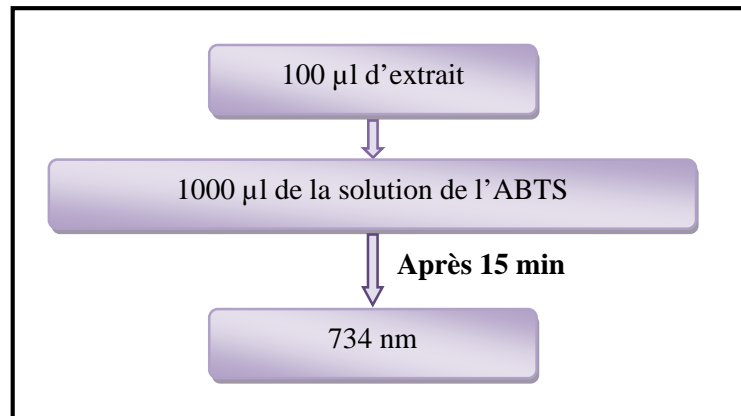 100 µl d’extrait
1000 µl de la solution de l’ABTS
Après 15 min
734 nm